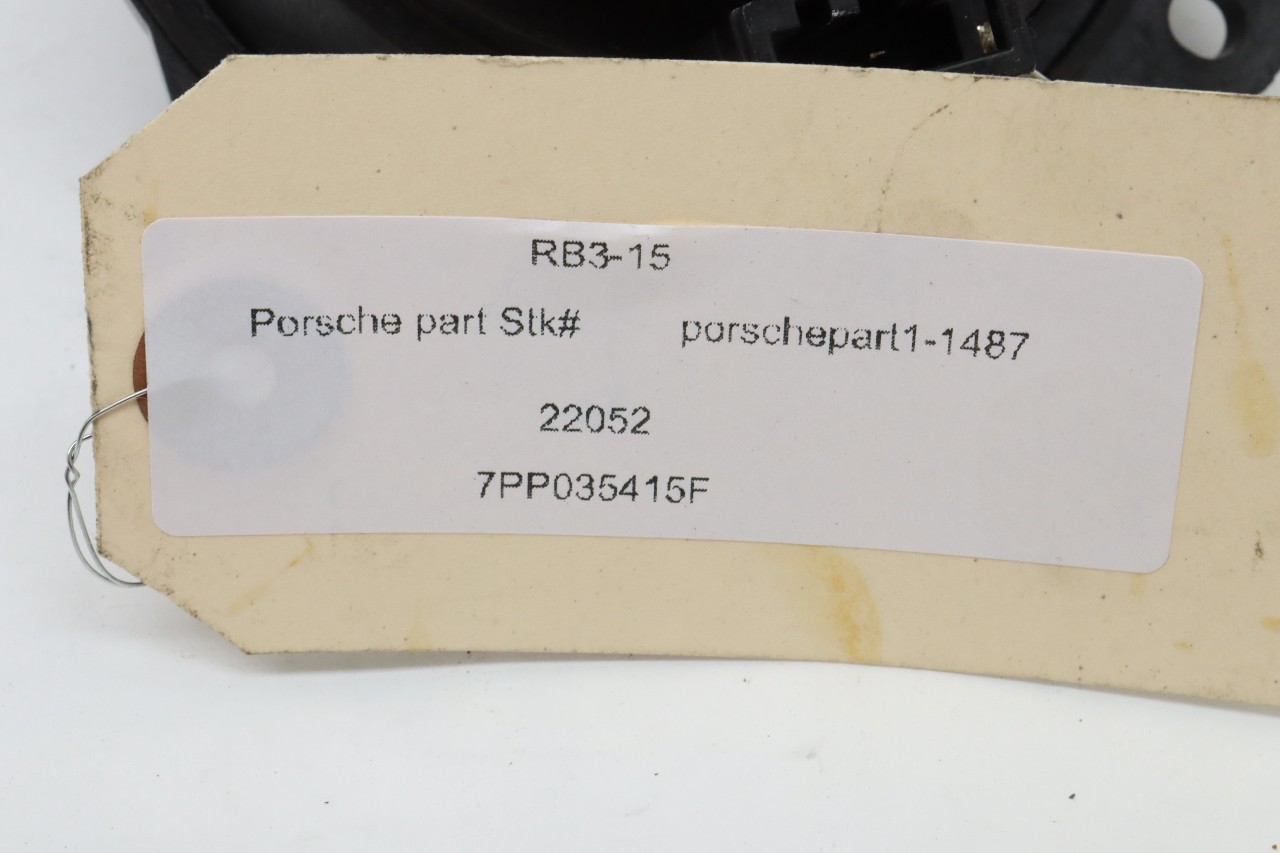 RB3-15
Porsche part Stk# porschepart1-1487
22052
7PP035415F